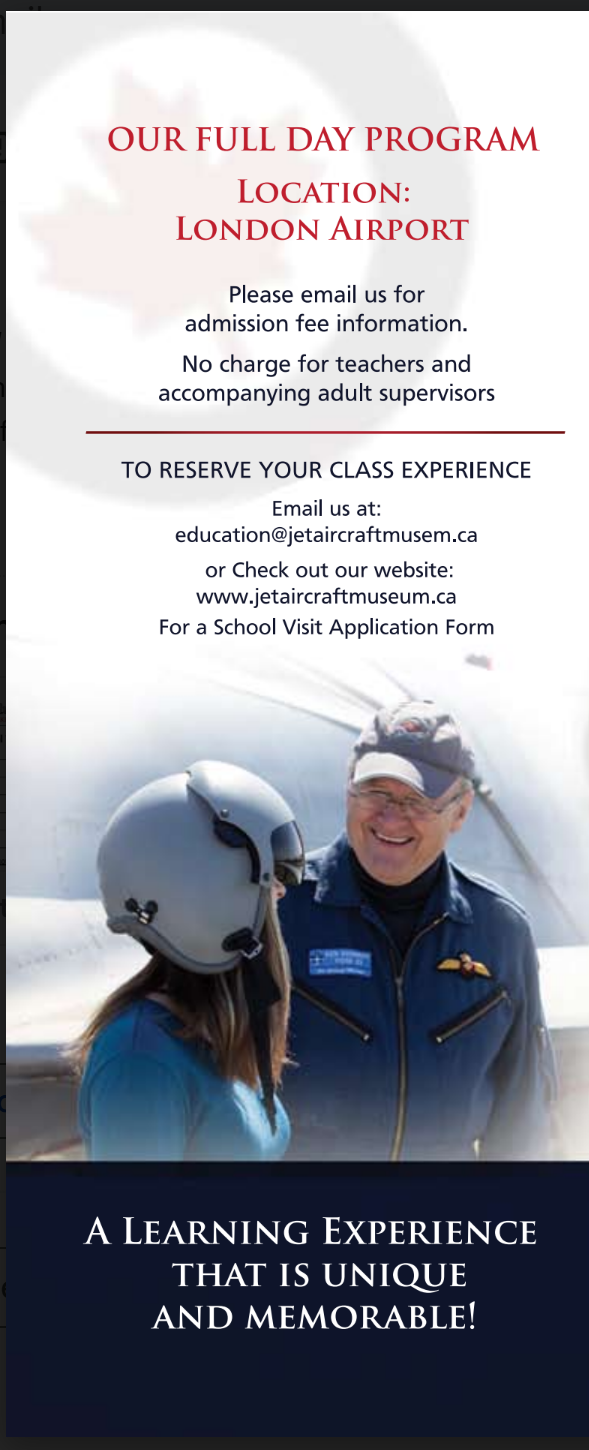 OUR FULL DAY PROGRAM
LOCATION:
LONDON AIRPORT
Please email us for
admission fee information.
No charge for teachers and
accompanying adult supervisors
TO RESERVE YOUR CLASS EXPERIENCE
Email us at:
education@jetaircraftmusem.ca
or Check out our website:
www.jetaircraftmuseum.ca
For a School Visit Application Form
A LEARNING EXPERIENCE
THAT IS UNIQUE
AND MEMORABLE!